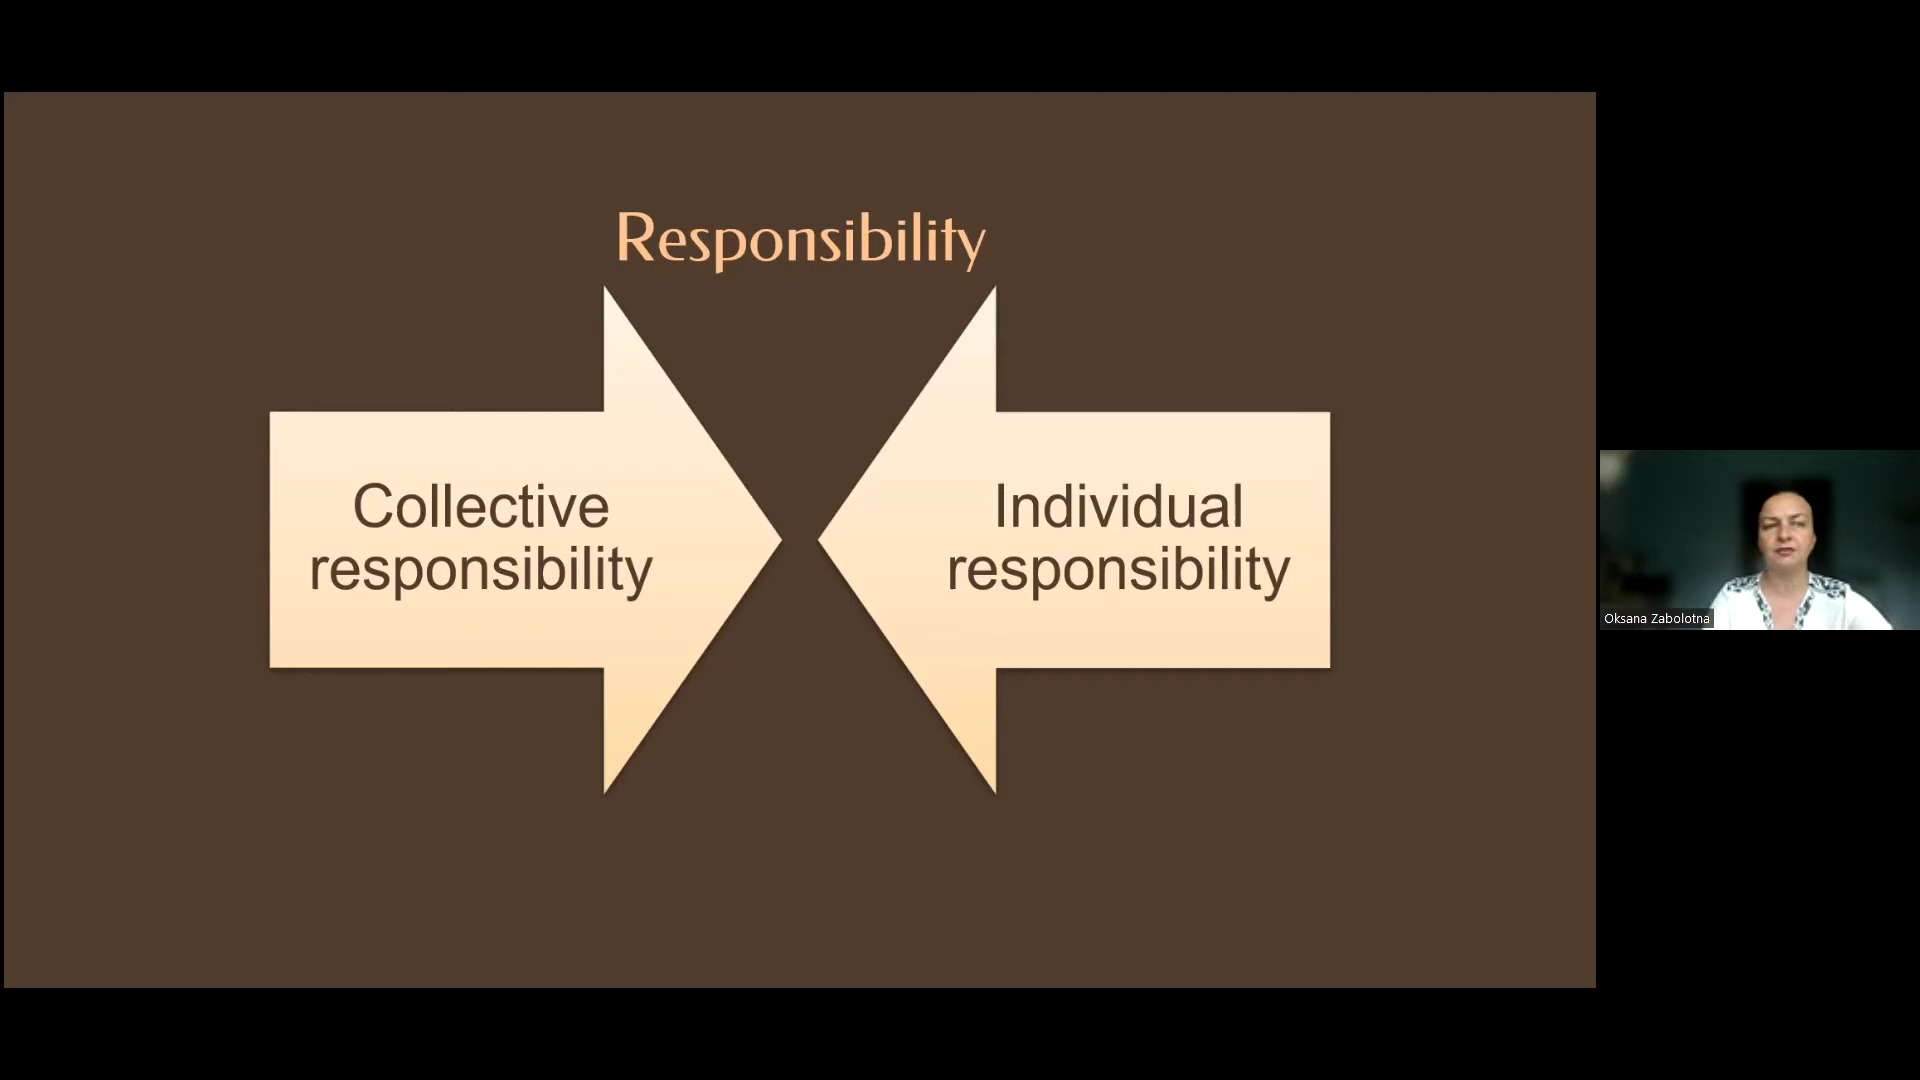 Responsibility
Collective
responsibility
Individual
responsibility
Oksana Zabolotna